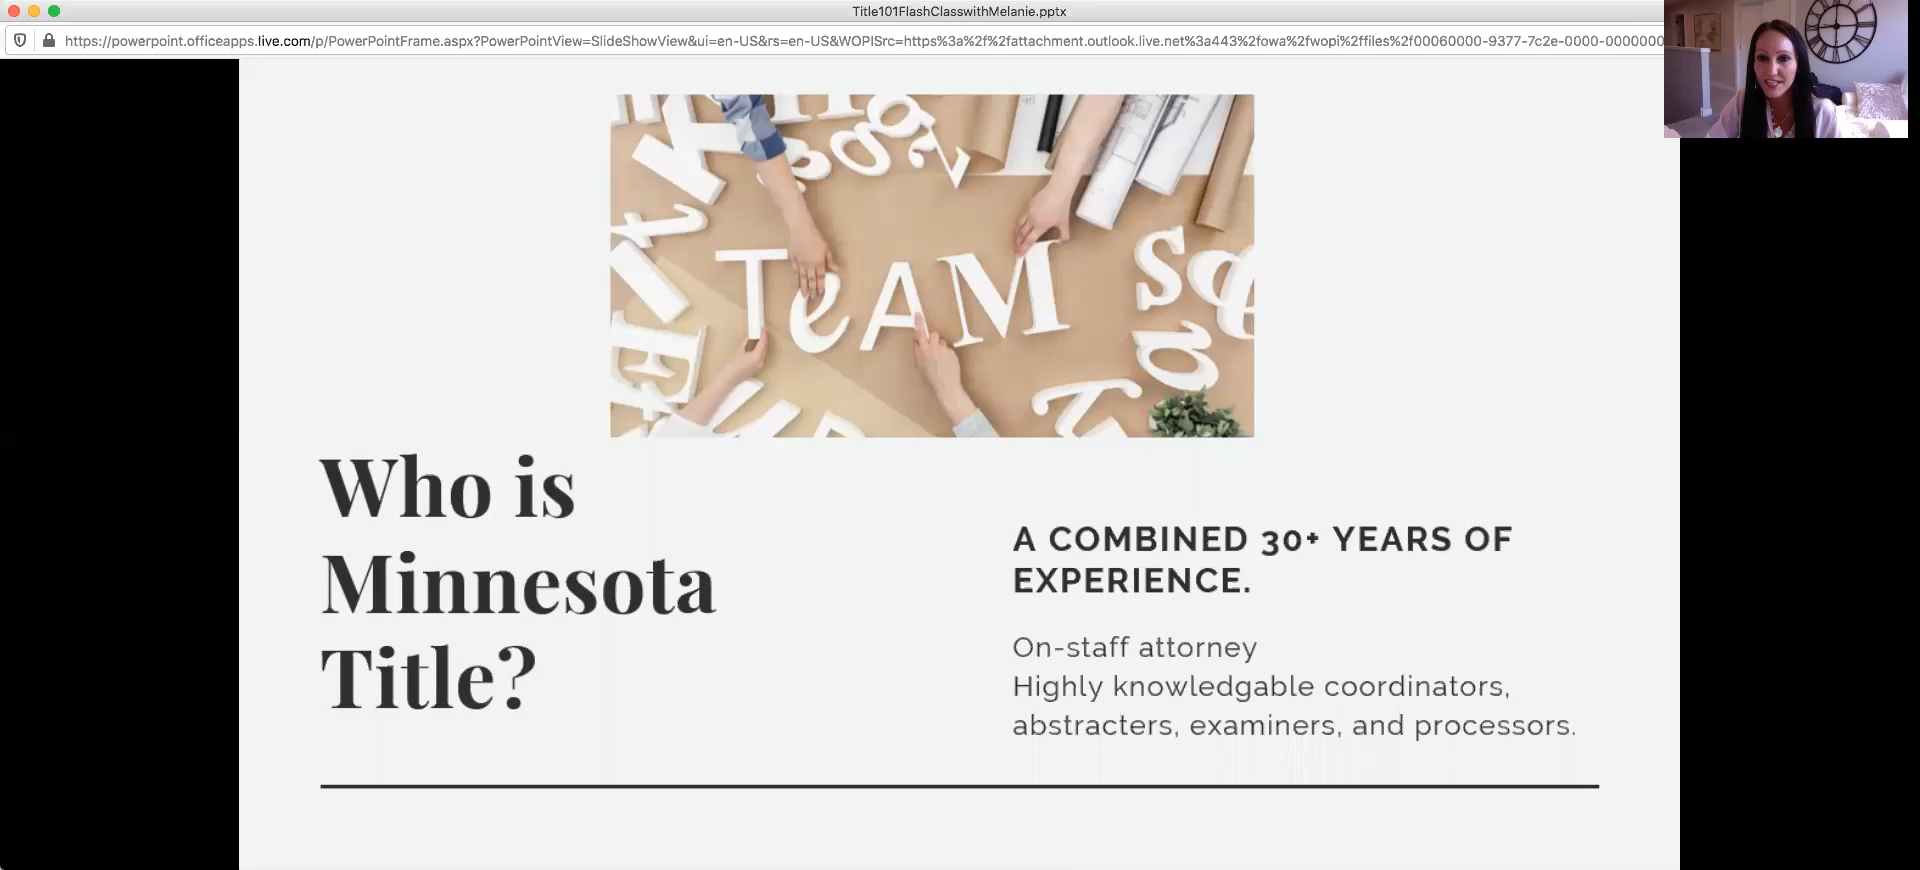 Title101FlashClasswithMelanie.pptx
https://powerpoint.officeapps.live.com/p/PowerPointFrame.aspx?PowerPointView=SlideShowView&ui=en-US&rs=en-US&WOPISrc=https%3a%2f%2fattachment.outlook.live.net%3a443%2fowa%2fwopi%2ffiles%2f00060000-9377-7c2e-0000-0000000
TeAM
Who is
Minnesota
Title?
A COMBINED 30+ YEARS OF
EXPERIENCE.
On-staff attorney
Highly knowledgable coordinators,
abstracters, examiners, and processors.